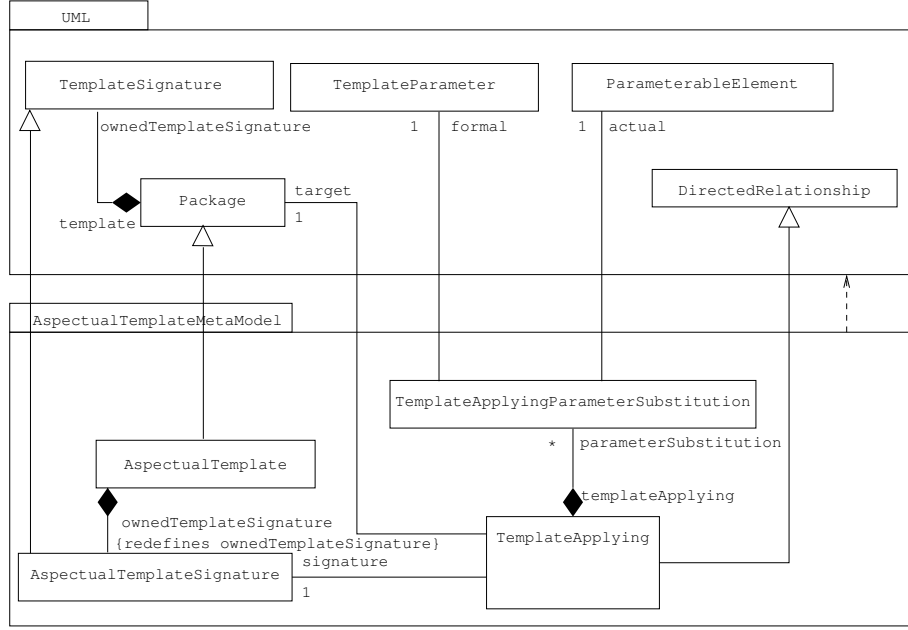 UML
TemplateSignature
TemplateParameter
ParameterableElement
ownedTemplateSignature
1
formal
1
actual
Package
target
DirectedRelationship
template
1
AspectualTemplateMetaModel
TemplateApplyingParameterSubstitution
*
parameterSubstitution
AspectualTemplate
templateApplying
ownedTemplateSignature
{redefines ownedTemplateSignature}
TemplateApplying
signature
AspectualTemplateSignature
1